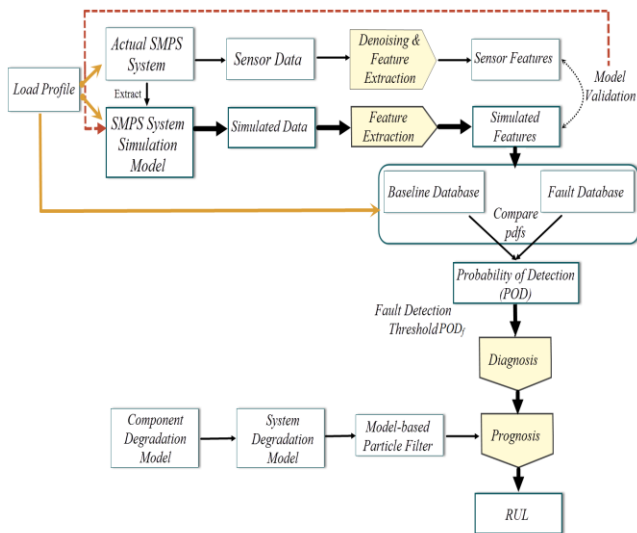 Actual SMPS
System
Sensor Data
Denoising &
Feature
Extraction
Sensor Features
Load Profile
Extract
Model
Validation
SMPS System
Simulation
Model
Simulated Data
Feature
Extraction
Simulated
Features
Baseline Database
Fault Database
Compare
pdfs
Probability of Detection
(POD)
Fault Detection
Threshold POD_f
Diagnosis
Component
Degradation
Model
System
Degradation
Model
Model-based
Particle Filter
Prognosis
RUL